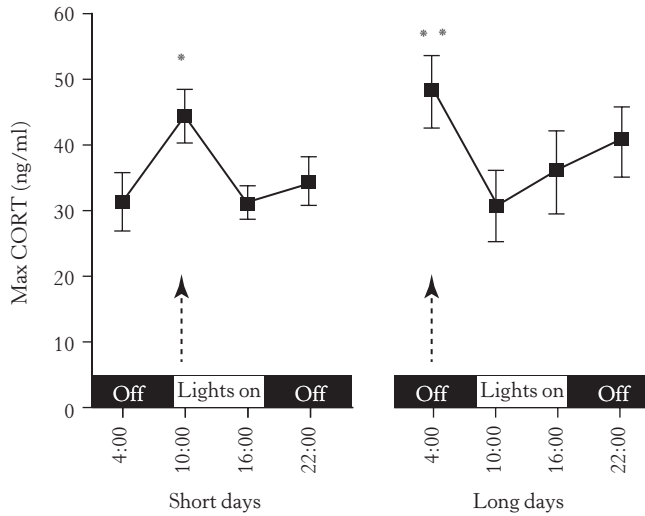 60
50
40
30
20
10
0
Max CORT (ng/ml)
*
* *
Off
Lights on
Off
Off
Lights on
Off
4:00
10:00
16:00
22:00
4:00
10:00
16:00
22:00
Short days
Long days